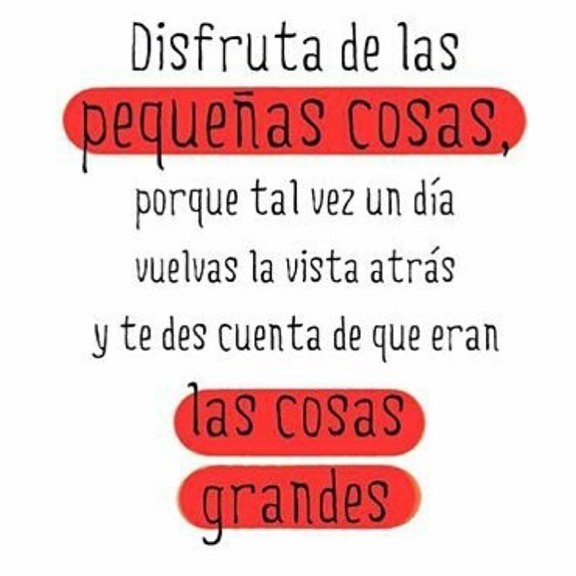 Disfruta de las
pequeñas cosas,
porque tal vez un día
vuelvas la vista atrás
y te des cuenta de que eran
las cosas
grandes